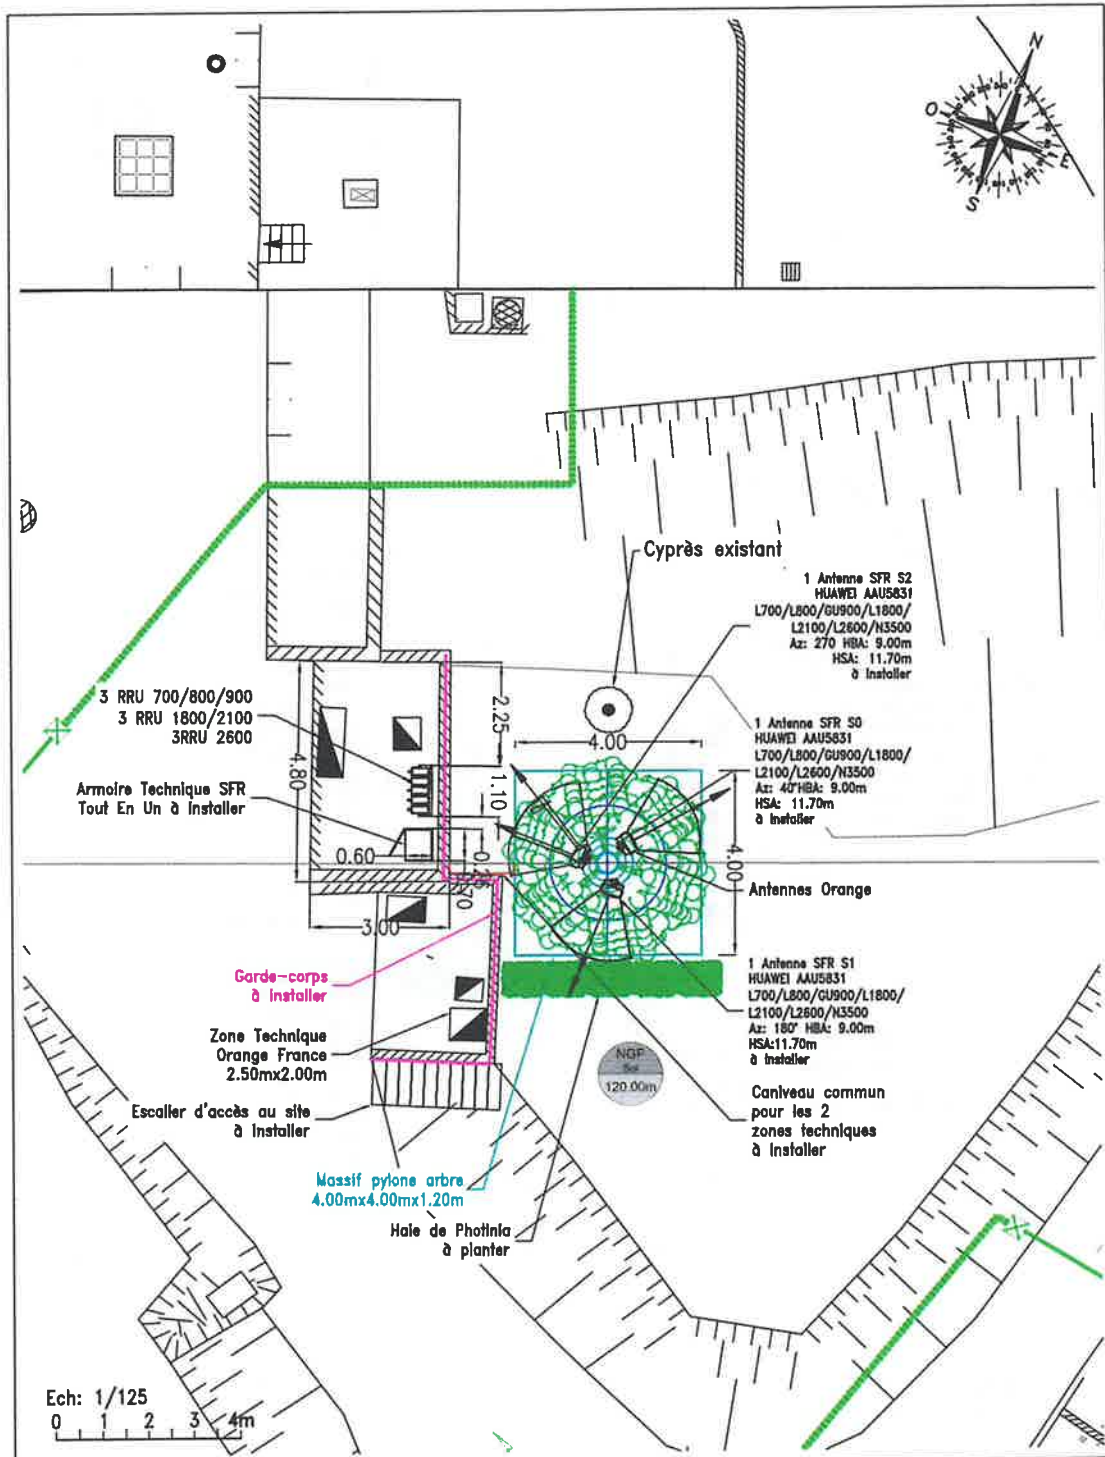 N
O
E
S
Cyprès existant
1 Antenne SFR S2
HUAWEI AAU5831
L700/L800/GU900/L1800/
L2100/L2600/N3500
Az: 270 HBA: 9.00m
HSA: 11.70m
à installer
3 RRU 700/800/900
3 RRU 1800/2100
3RRU 2600
Armoire Technique SFR
Tout En Un à installer
4.80
2.25
1.10
4.00
4.00
0.60
3.00
1 Antenne SFR S0
HUAWEI AAU5831
L700/L800/GU900/L1800/
L2100/L2600/N3500
Az: 40°HBA: 9.00m
HSA: 11.70m
à installer
Antennes Orange
1 Antenne SFR S1
HUAWEI AAU5831
L700/L800/GU900/L1800/
L2100/L2600/N3500
Az: 180° HBA: 9.00m
HSA:11.70m
à installer
Garde-corps
à installer
Zone Technique
Orange France
2.50mx2.00m
NGF
Sol
120.00m
Caniveau commun
pour les 2
zones techniques
à installer
Escalier d'accès au site
à installer
Massif pylone arbre
4.00mx4.00mx1.20m
Haie de Photinia
à planter
Ech: 1/125
0 1 2 3 4m